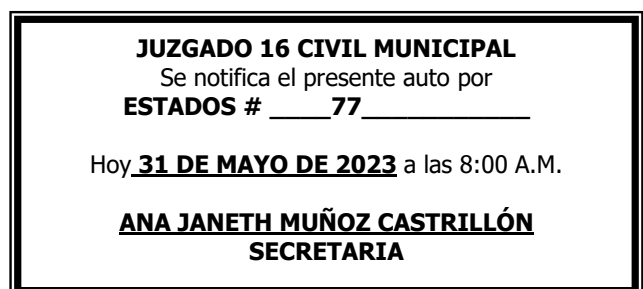 JUZGADO 16 CIVIL MUNICIPAL
Se notifica el presente auto por
ESTADOS # _____77______________
Hoy 31 DE MAYO DE 2023 a las 8:00 A.M.
ANA JANETH MUÑOZ CASTRILLÓN
SECRETARIA